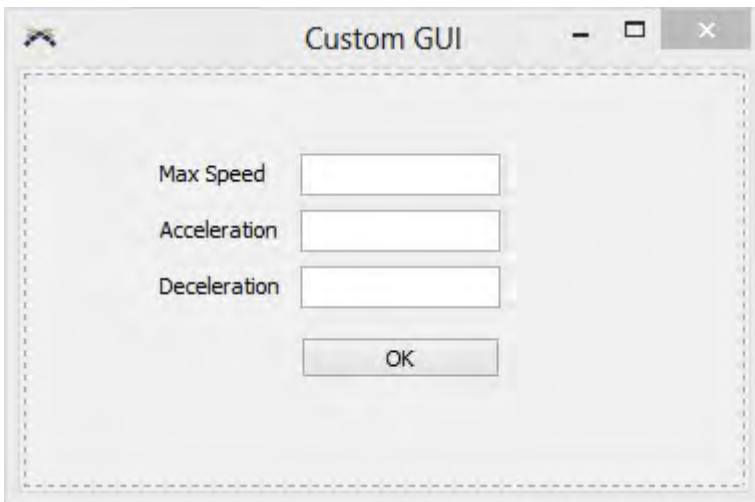 Custom GUI
Max Speed
Acceleration
Deceleration
OK